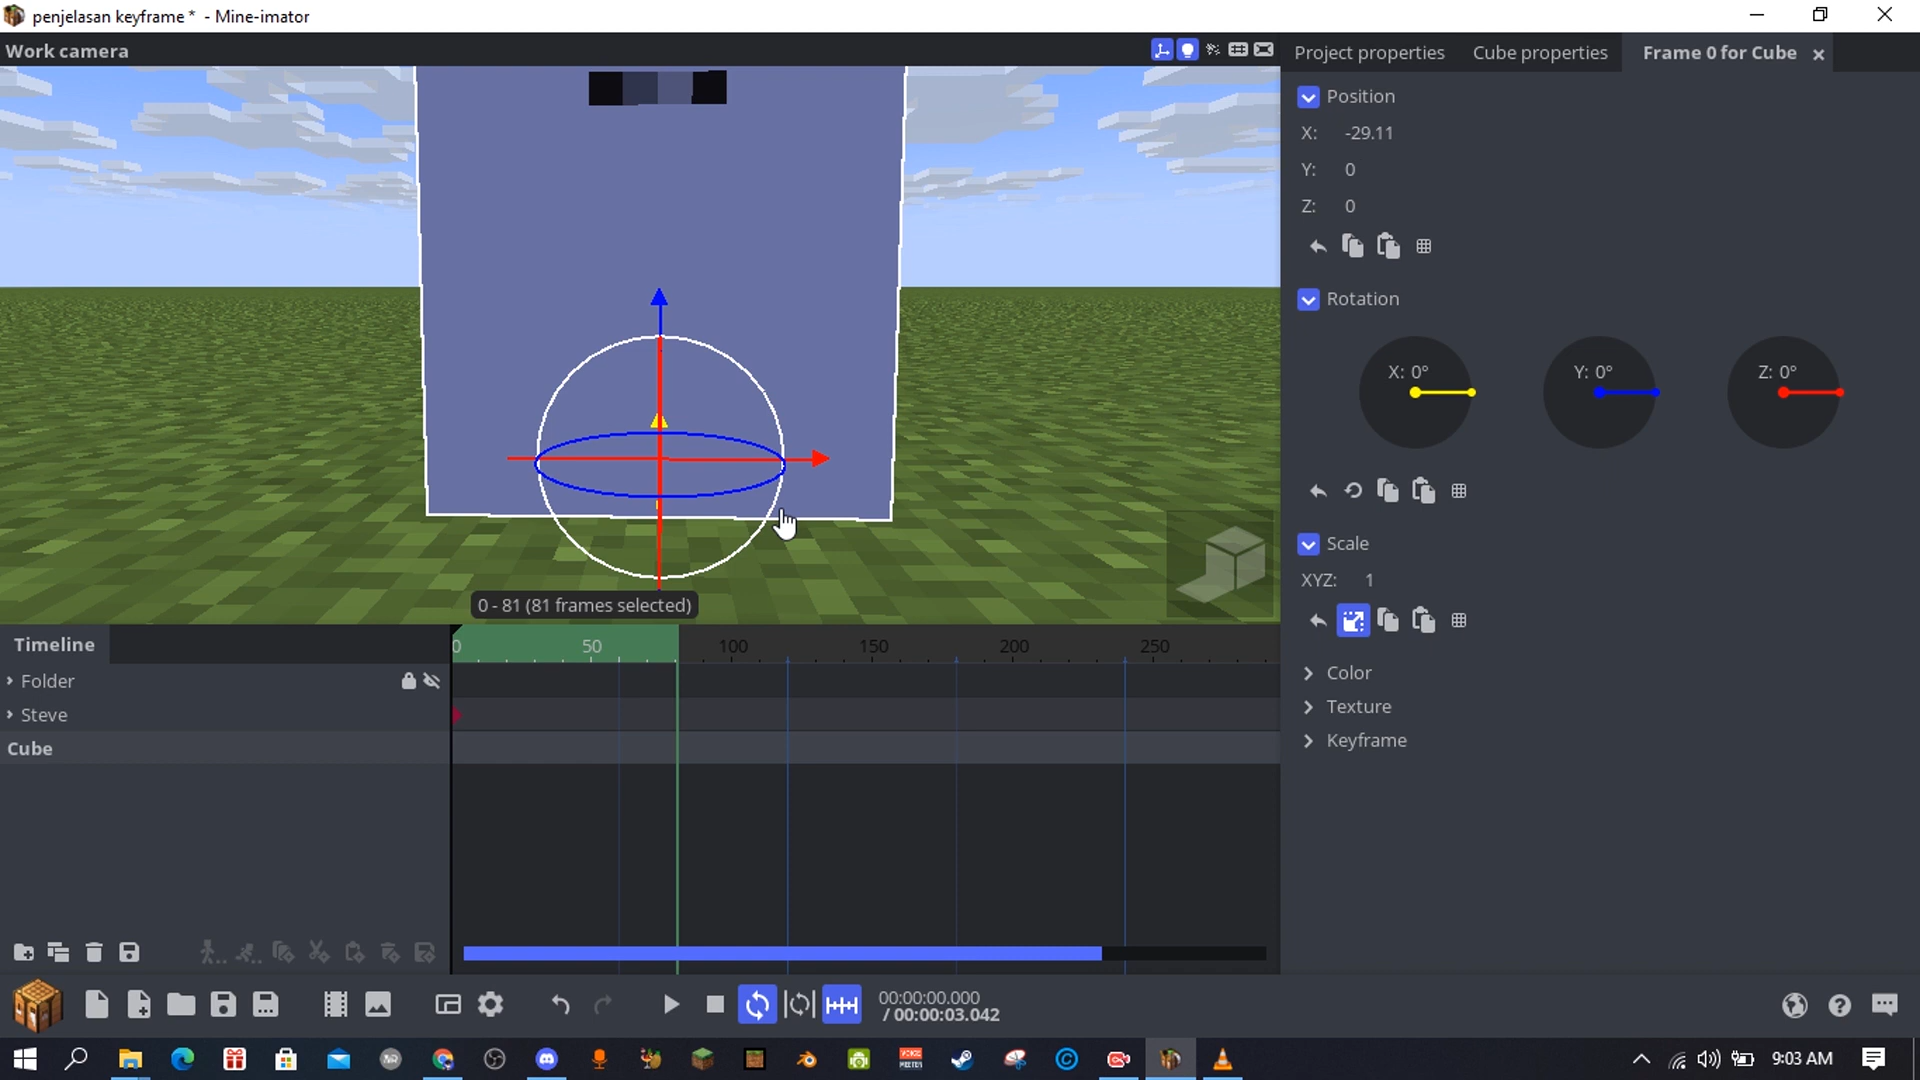 penjelasan keyframe * - Mine-imator
Work camera
Project properties Cube properties Frame 0 for Cube
Position
X: -29.11
Y: 0
Z: 0
Rotation
X: 0° Y: 0° Z: 0°
Scale
XYZ: 1
Color
Texture
Keyframe
0 - 81 (81 frames selected)
Timeline
0 50 100 150 200 250
Folder
Steve
Cube
00:00:00.000
/ 00:00:03.042
9:03 AM